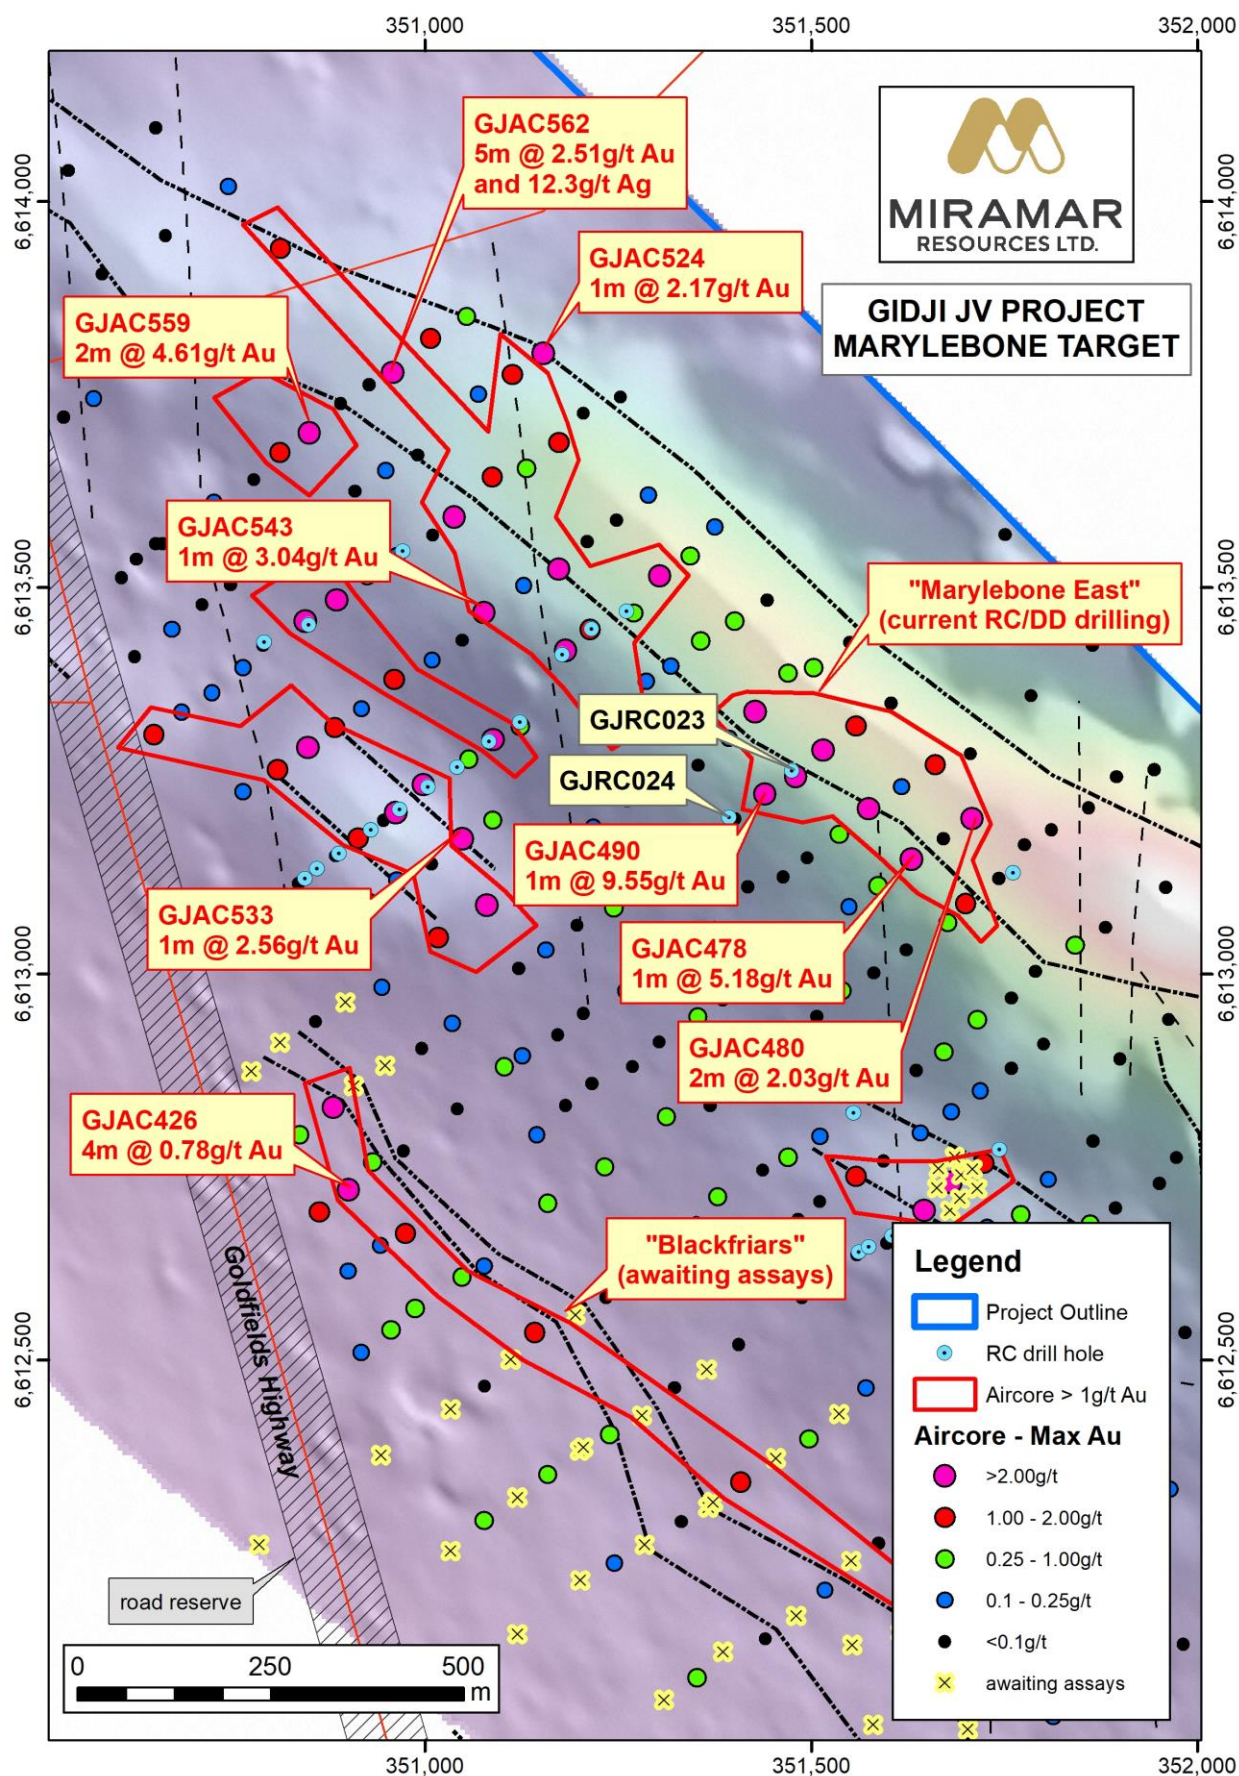 351,000
351,500
352,000
6,614,000
6,614,000
MIRAMAR
RESOURCES LTD.
GIDJI JV PROJECT
MARYLEBONE TARGET
GJAC562
5m @ 2.51g/t Au
and 12.3g/t Ag
GJAC524
1m @ 2.17g/t Au
GJAC559
2m @ 4.61g/t Au
GJAC543
1m @ 3.04g/t Au
6,613,500
6,613,500
"Marylebone East"
(current RC/DD drilling)
GJRC023
GJRC024
GJAC490
1m @ 9.55g/t Au
GJAC533
1m @ 2.56g/t Au
GJAC478
1m @ 5.18g/t Au
6,613,000
6,613,000
GJAC480
2m @ 2.03g/t Au
GJAC426
4m @ 0.78g/t Au
"Blackfriars"
(awaiting assays)
Goldfields Highway
6,612,500
6,612,500
Legend
Project Outline
RC drill hole
Aircore > 1g/t Au
Aircore - Max Au
>2.00g/t
1.00 - 2.00g/t
0.25 - 1.00g/t
0.1 - 0.25g/t
<0.1g/t
awaiting assays
road reserve
0 250 500
m
351,000
351,500
352,000